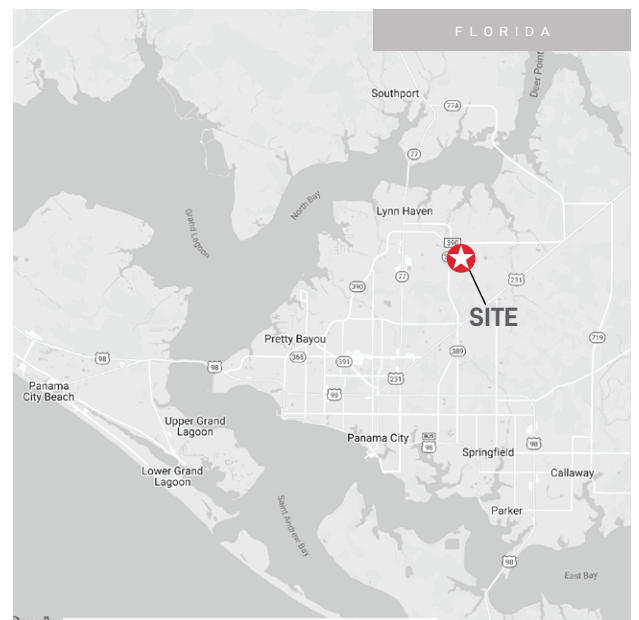 FLORIDA
Deer Point
Southport
77A
77
North Bay
Lynn Haven
Grand Lagoon
390
77
231
390
SITE
719
Pretty Bayou
389
98
368
391
98
231
Panama
City Beach
98
Upper Grand
Lagoon
Panama City
BUS
98
98
Springfield
Lower Grand
Lagoon
Callaway
Saint Andrew Bay
Parker
98
East Bay